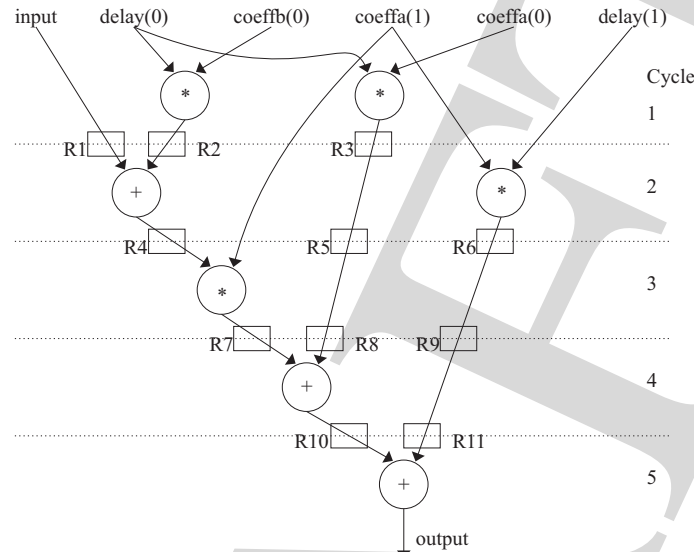 input delay(0) coeffb(0) coeffa(1) coeffa(0) delay(1)
Cycle
* *
1
R1 R2 R3
+ * 2
R4 R5 R6
* 3
R7 R8 R9
+ 4
R10 R11
+ 5
output